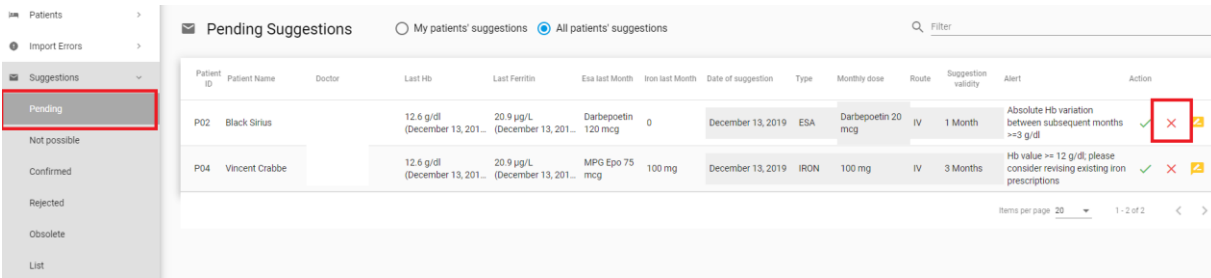 Patients
Import Errors
Suggestions
Pending
Not possible
Confirmed
Rejected
Obsolete
List
Pending Suggestions
My patients' suggestions
All patients' suggestions
Filter
Patient ID Patient Name Doctor Last Hb Last Ferritin Esa last Month Iron last Month Date of suggestion Type Monthly dose Route Suggestion validity Alert Action
P02 Black Sirius 12.6 g/dl (December 13, 201... 20.9 µg/L (December 13, 201... Darbepoetin 120 mcg 0 December 13, 2019 ESA Darbepoetin 20 mcg IV 1 Month Absolute Hb variation between subsequent months >=3 g/dl
P04 Vincent Crabbe 12.6 g/dl (December 13, 201... 20.9 µg/L (December 13, 201... MPG Epo 75 mcg 100 mg December 13, 2019 IRON 100 mg IV 3 Months Hb value >= 12 g/dl; please consider revising existing iron prescriptions
Items per page 20 1 - 2 of 2